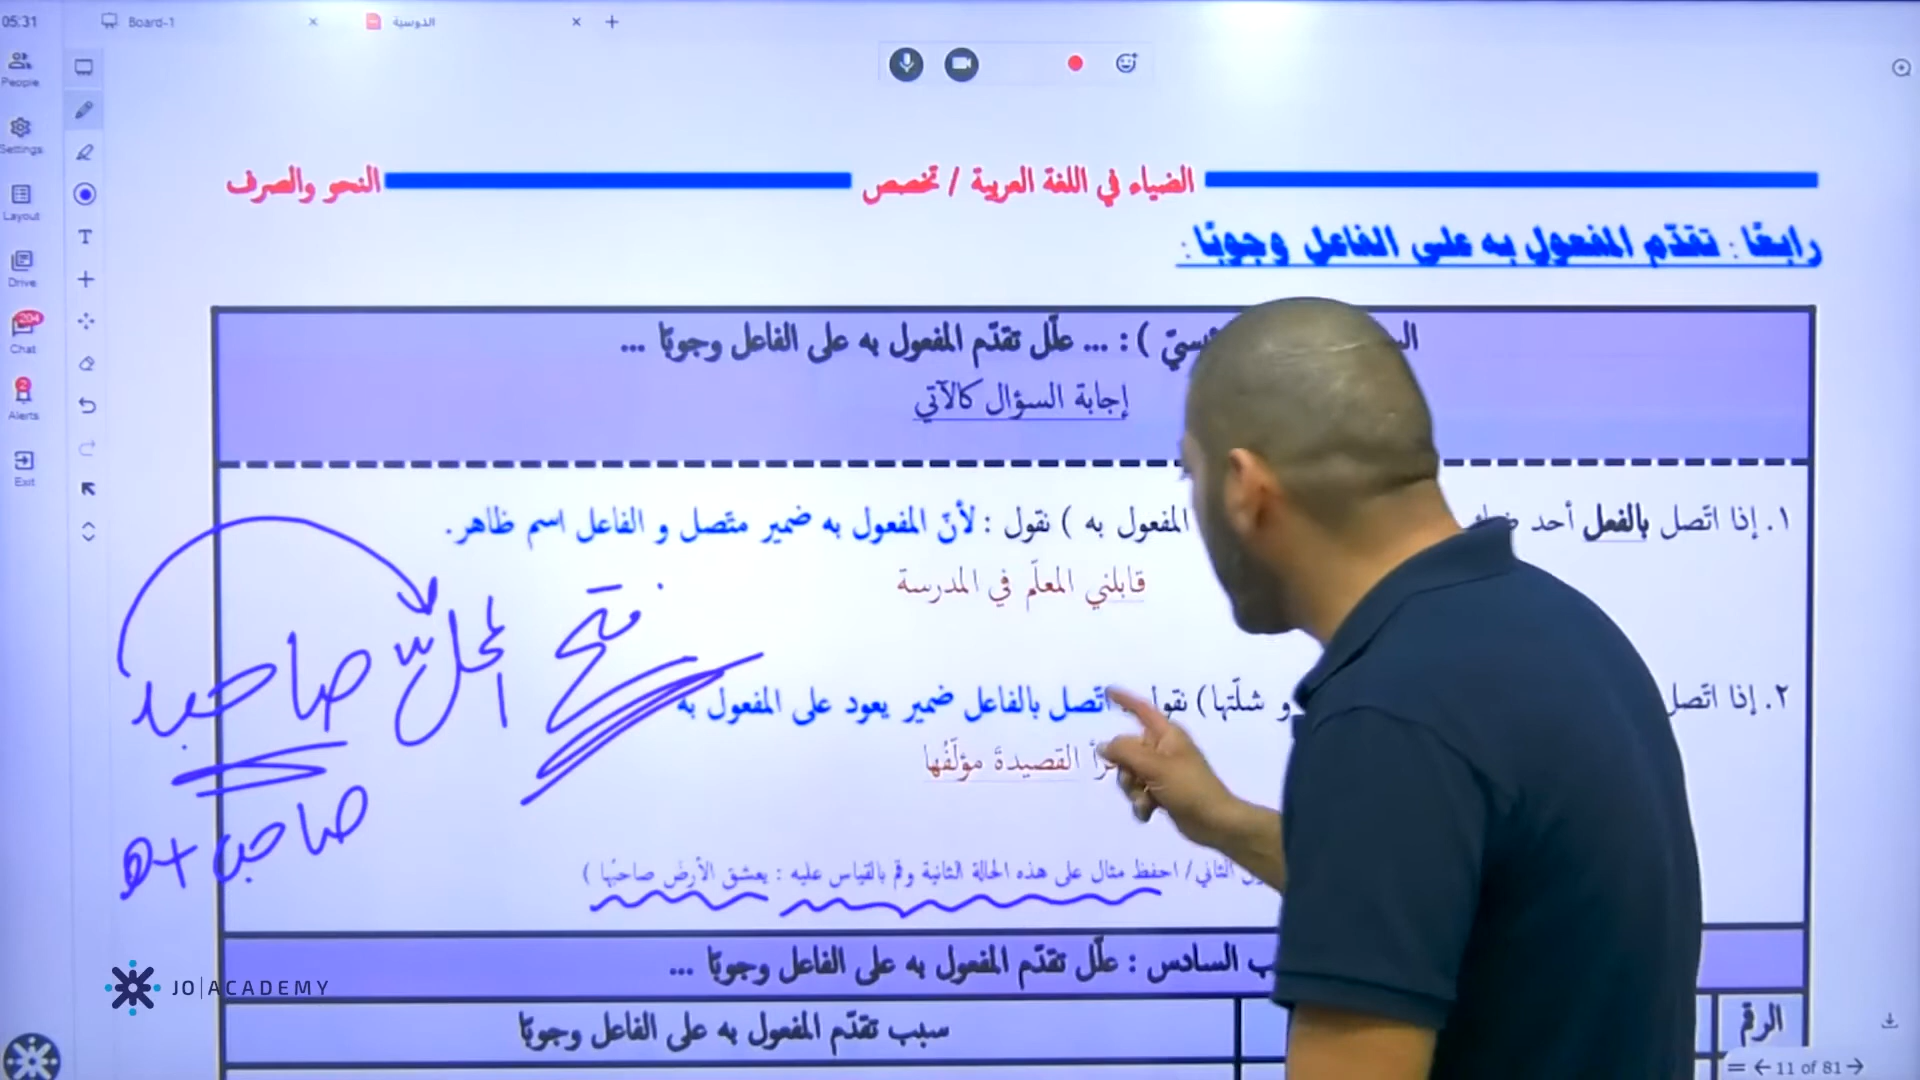 05:31
Board-1
الدوسية
People
Settings
Layout
Drive
204
Chat
2
Alerts
Exit
T
الضياء في اللغة العربية / تخصص
النحو والصرف
رابعًا : تقدّم المفعول به على الفاعل وجوبًا :
) : ... علّل تقدّم المفعول به على الفاعل وجوبًا ...
إجابة السؤال كالآتي
١. إذا اتّصل بالفعل أحد المفعول به ) نقول : لأنّ المفعول به ضمير متّصل و الفاعل اسم ظاهر.
قابلني المعلّم في المدرسة
فتح المحلّ صاحبه
٢. إذا اتّصل و شلّتها) نقول اتّصل بالفاعل ضمير يعود على المفعول به
القصيدةَ مؤلّفُها
صاحب + ه
الثاني/ احفظ مثال على هذه الحالة الثانية وقم بالقياس عليه : يعشق الأرضَ صاحبُها )
السادس : علّل تقدّم المفعول به على الفاعل وجوبًا ...
JO ACADEMY
الرقم
سبب تقدّم المفعول به على الفاعل وجوبًا
11 of 81